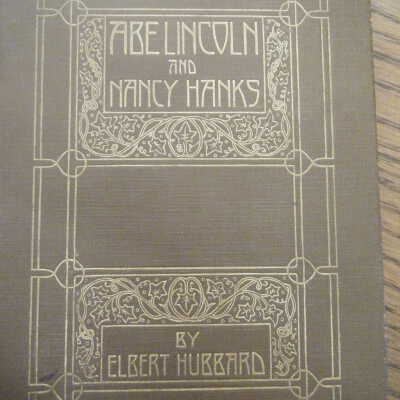 ABE LINCOLN
AND
NANCY HANKS
BY
ELBERT HUBBARD